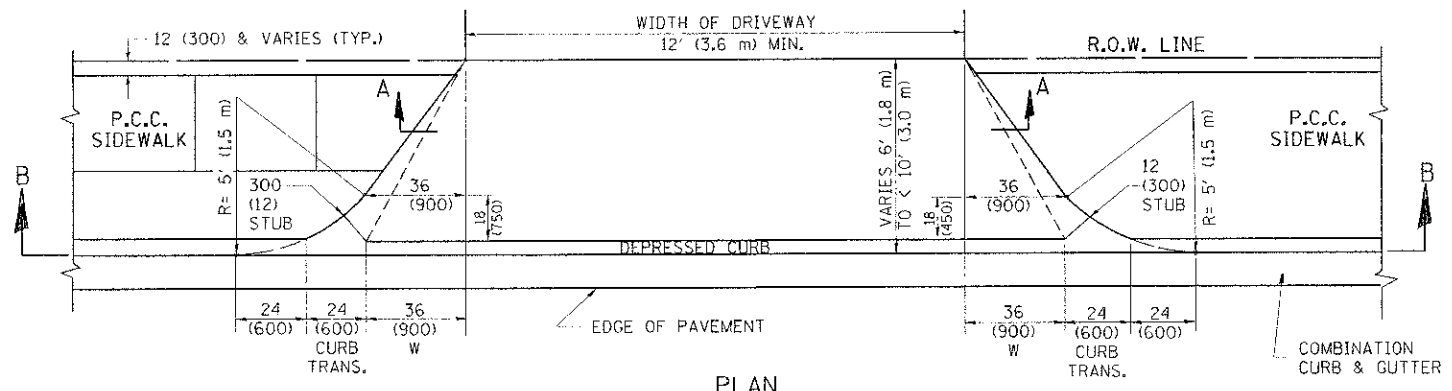 12 (300) & VARIES (TYP.)
WIDTH OF DRIVEWAY
12' (3.6 m) MIN.
R.O.W. LINE
A
A
P.C.C.
SIDEWALK
P.C.C.
SIDEWALK
B
B
R= 5' (1.5 m)
300
(12)
STUB
36
(900)
18
(750)
VARIES 6' (1.8 m)
TO < 10' (3.0 m)
36
(900)
18
(450)
12
(300)
STUB
R= 5' (1.5 m)
DEPRESSED CURB
24
(600)
24
(600)
CURB
TRANS.
36
(900)
W
EDGE OF PAVEMENT
36
(900)
W
24
(600)
CURB
TRANS.
24
(600)
COMBINATION
CURB & GUTTER
PLAN